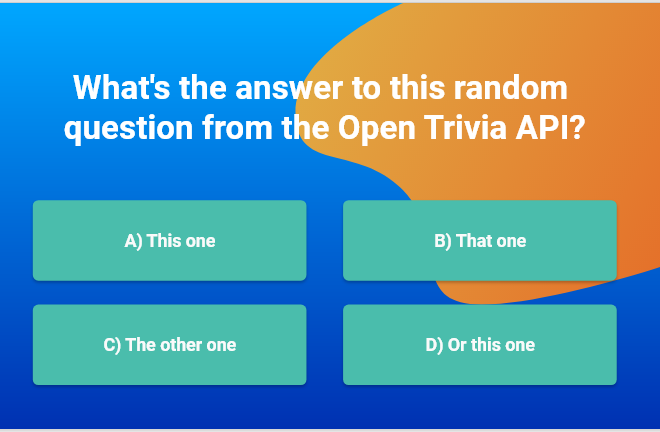 What's the answer to this random
question from the Open Trivia API?
A) This one
B) That one
C) The other one
D) Or this one